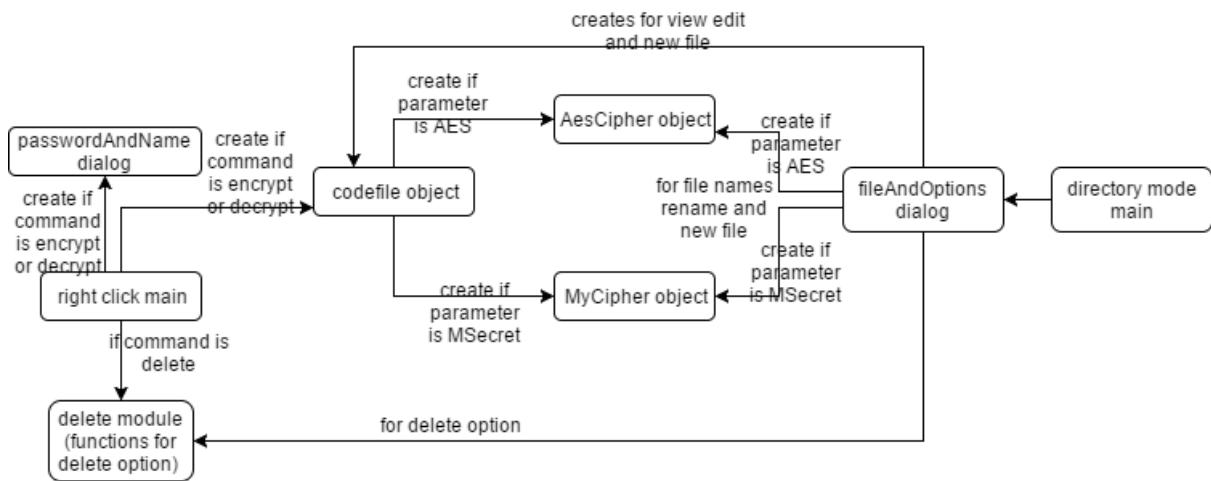 creates for view edit
and new file
create if
parameter
is AES
AesCipher object
create if
parameter
is AES
passwordAndName
dialog
create if
command
is encrypt
or decrypt
codefile object
for file names
rename and
new file
fileAndOptions
dialog
directory mode
main
create if
command
is encrypt
or decrypt
right click main
create if
parameter
is MSecret
MyCipher object
create if
parameter
is MSecret
if command is
delete
delete module
(functions for
delete option)
for delete option